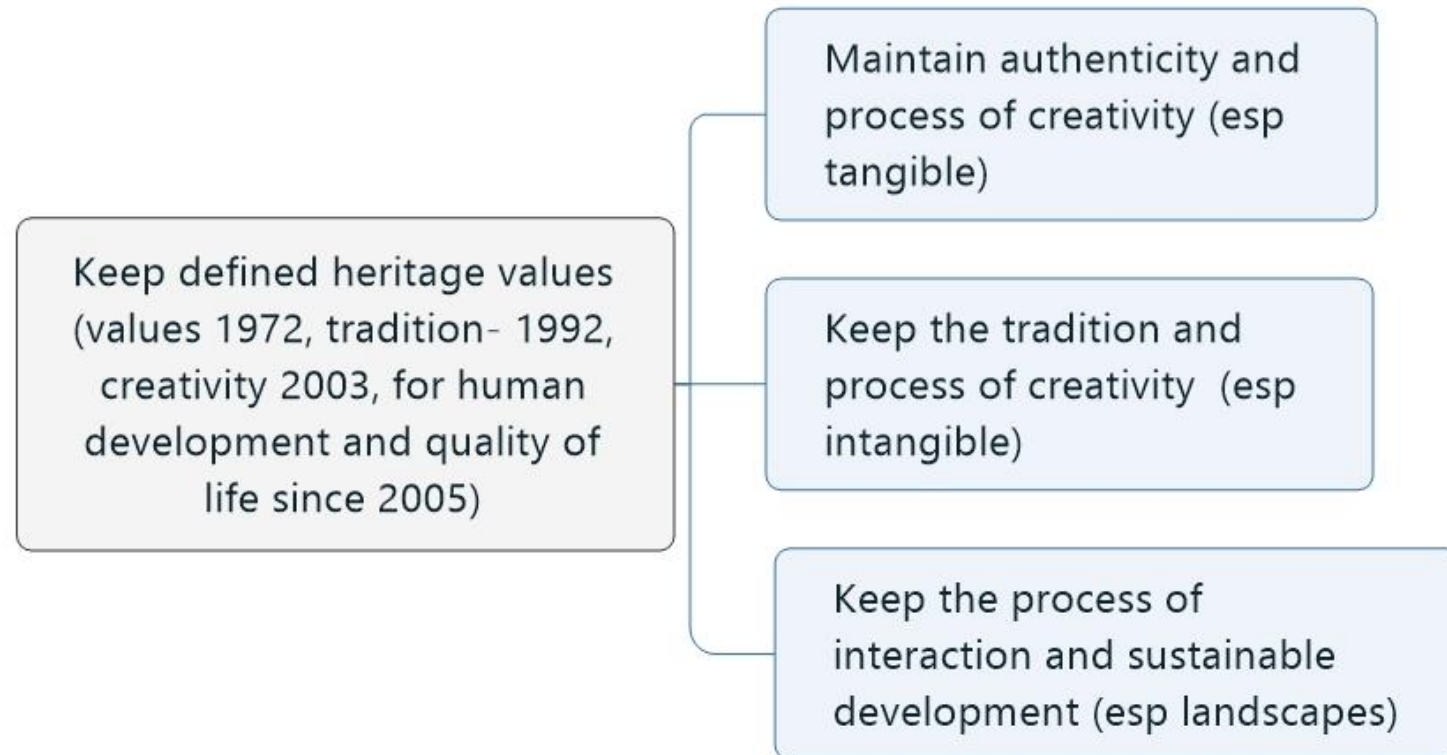 Keep defined heritage values
(values 1972, tradition- 1992,
creativity 2003, for human
development and quality of
life since 2005)
Maintain authenticity and
process of creativity (esp
tangible)
Keep the tradition and
process of creativity  (esp
intangible)
Keep the process of
interaction and sustainable
development (esp landscapes)